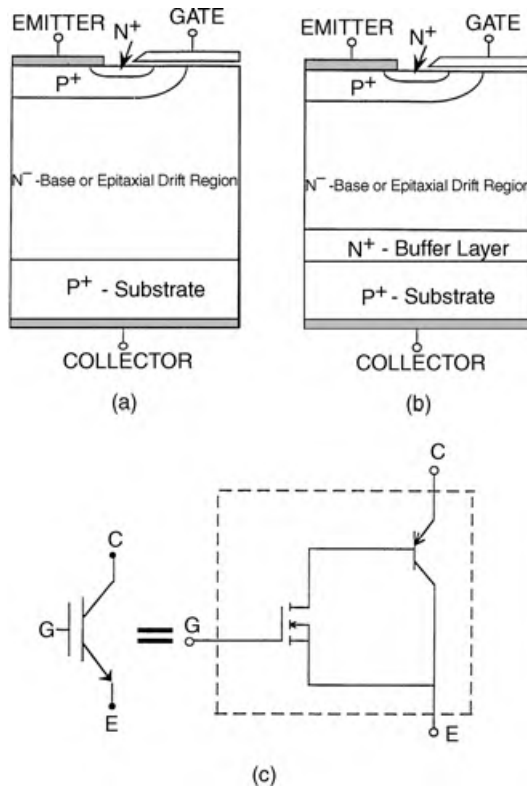 EMITTER
N+
GATE
P+
N− -Base or Epitaxial Drift Region
P+ - Substrate
COLLECTOR
(a)
EMITTER
N+
GATE
P+
N− -Base or Epitaxial Drift Region
N+ - Buffer Layer
P+ - Substrate
COLLECTOR
(b)
C
G
E
G
C
E
(c)